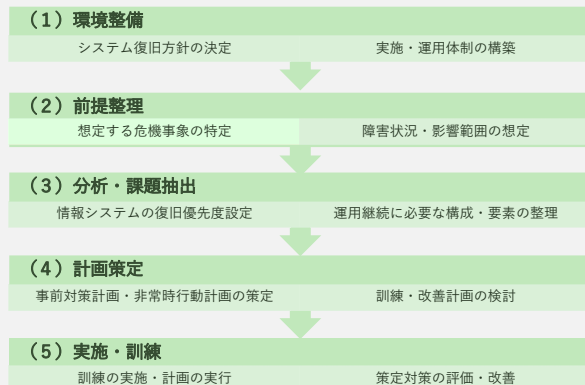 （1）環境整備
システム復旧方針の決定　実施・運用体制の構築
（2）前提整理
想定する危機事象の特定　障害状況・影響範囲の想定
（3）分析・課題抽出
情報システムの復旧優先度設定　運用継続に必要な構成・要素の整理
（4）計画策定
事前対策計画・非常時行動計画の策定　訓練・改善計画の検討
（5）実施・訓練
訓練の実施・計画の実行　策定対策の評価・改善